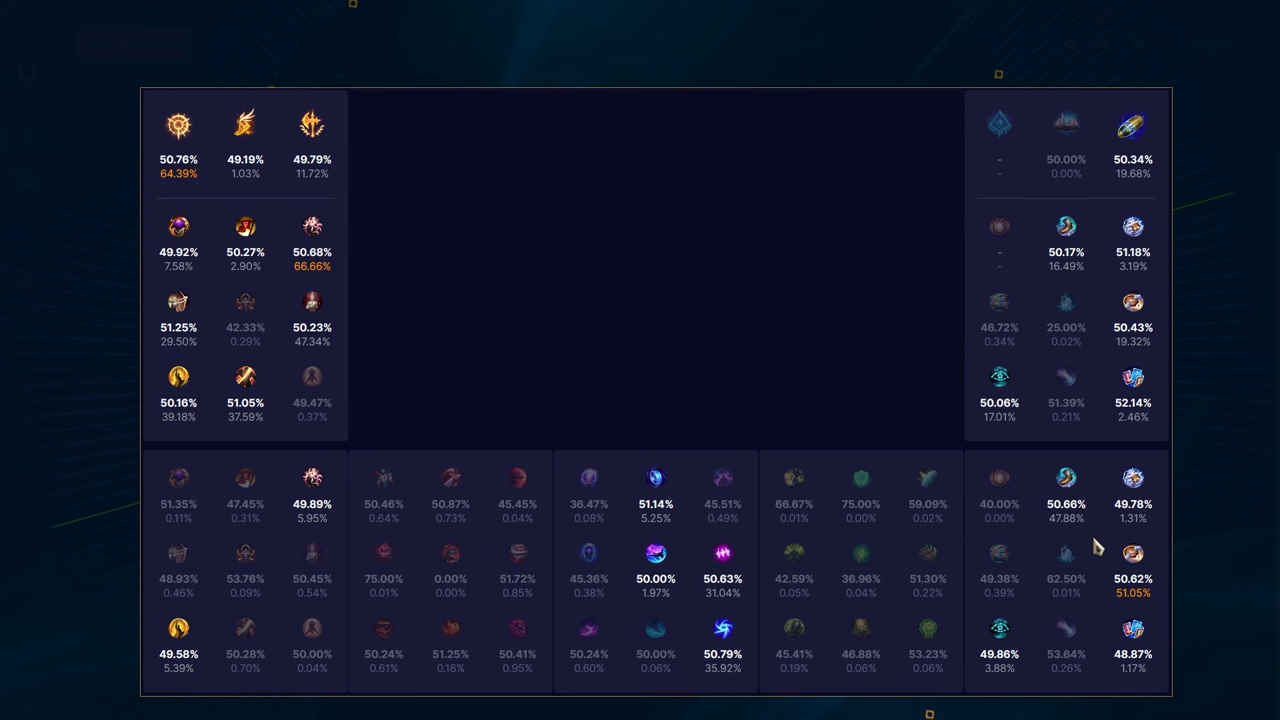 50.76% 49.19% 49.79%
64.39% 1.03% 11.72%
49.92% 50.27% 50.68%
7.58% 2.90% 66.66%
51.25% 42.33% 50.23%
29.50% 0.29% 47.34%
50.16% 51.05% 49.47%
39.18% 37.59% 0.37%
- 50.00% 50.34%
- 0.00% 19.68%
- 50.17% 51.18%
- 16.49% 3.19%
46.72% 25.00% 50.43%
0.34% 0.02% 19.32%
50.06% 51.39% 52.14%
17.01% 0.21% 2.46%
51.35% 47.45% 49.89%
0.11% 0.31% 5.95%
48.93% 53.76% 50.45%
0.46% 0.09% 0.54%
49.58% 50.28% 50.00%
5.39% 0.70% 0.04%
50.46% 50.87% 45.45%
0.64% 0.73% 0.04%
75.00% 0.00% 51.72%
0.01% 0.00% 0.85%
50.24% 51.25% 50.41%
0.61% 0.16% 0.95%
36.47% 51.14% 45.51%
0.08% 5.25% 0.49%
45.36% 50.00% 50.63%
0.38% 1.97% 31.04%
50.24% 50.00% 50.79%
0.60% 0.06% 35.92%
66.67% 75.00% 59.09%
0.01% 0.00% 0.02%
42.59% 36.96% 51.30%
0.05% 0.04% 0.22%
45.41% 46.88% 53.23%
0.19% 0.06% 0.06%
40.00% 50.66% 49.78%
0.00% 47.88% 1.31%
49.38% 62.50% 50.62%
0.39% 0.01% 51.05%
49.86% 53.64% 48.87%
3.88% 0.26% 1.17%